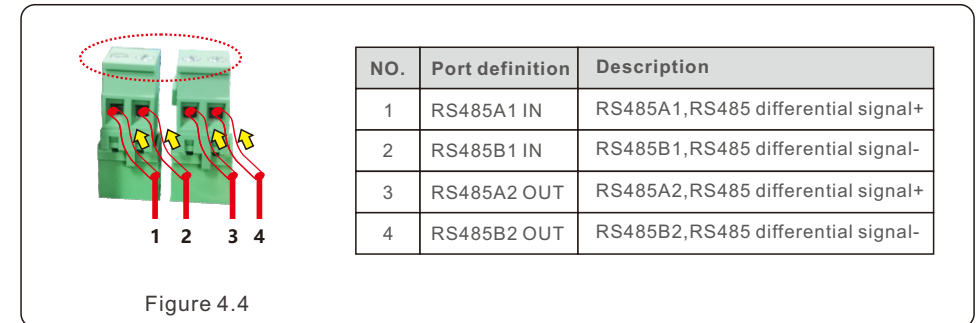 NO. Port definition Description
1 RS485A1 IN RS485A1,RS485 differential signal+
2 RS485B1 IN RS485B1,RS485 differential signal-
3 RS485A2 OUT RS485A2,RS485 differential signal+
4 RS485B2 OUT RS485B2,RS485 differential signal-
1 2 3 4
Figure 4.4